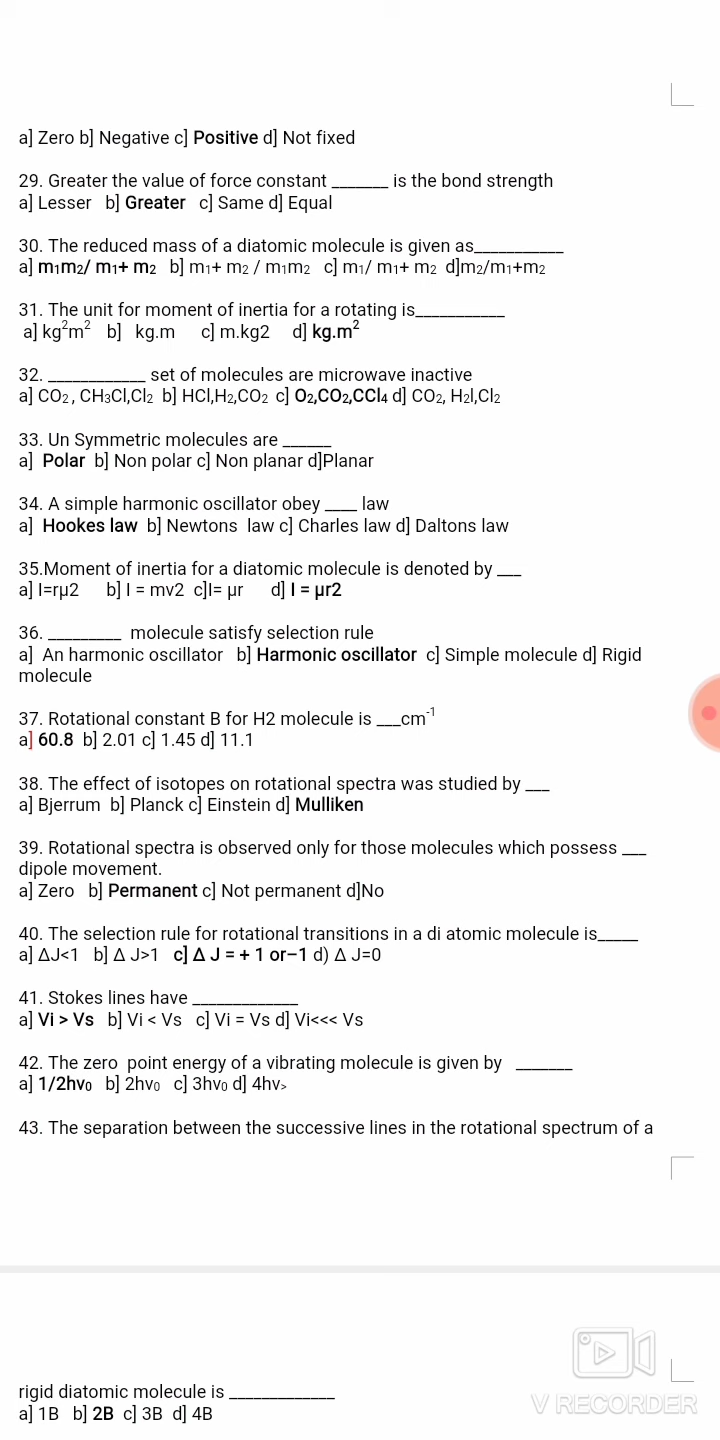 a] Zero b] Negative c] Positive d] Not fixed
29. Greater the value of force constant _______ is the bond strength
a] Lesser b] Greater c] Same d] Equal
30. The reduced mass of a diatomic molecule is given as___________
a] m₁m₂/ m₁+ m₂ b] m₁+ m₂ / m₁m₂ c] m₁/ m₁+ m₂ d]m₂/m₁+m₂
31. The unit for moment of inertia for a rotating is___________
a] kg²m² b] kg.m c] m.kg2 d] kg.m²
32. ____________ set of molecules are microwave inactive
a] CO₂ , CH₃Cl,Cl₂ b] HCl,H₂,CO₂ c] O₂,CO₂,CCl₄ d] CO₂, H₂l,Cl₂
33. Un Symmetric molecules are ______
a] Polar b] Non polar c] Non planar d]Planar
34. A simple harmonic oscillator obey ____ law
a] Hookes law b] Newtons law c] Charles law d] Daltons law
35.Moment of inertia for a diatomic molecule is denoted by ___
a] I=rμ2 b] I = mv2 c]I= μr d] I = μr2
36. _________ molecule satisfy selection rule
a] An harmonic oscillator b] Harmonic oscillator c] Simple molecule d] Rigid
molecule
37. Rotational constant B for H2 molecule is ___cm⁻¹
a] 60.8 b] 2.01 c] 1.45 d] 11.1
38. The effect of isotopes on rotational spectra was studied by ___
a] Bjerrum b] Planck c] Einstein d] Mulliken
39. Rotational spectra is observed only for those molecules which possess ___
dipole movement.
a] Zero b] Permanent c] Not permanent d]No
40. The selection rule for rotational transitions in a di atomic molecule is_____
a] ΔJ<1 b] Δ J>1 c] Δ J = + 1 or−1 d) Δ J=0
41. Stokes lines have _____________
a] Vi > Vs b] Vi < Vs c] Vi = Vs d] Vi<<< Vs
42. The zero point energy of a vibrating molecule is given by _______
a] 1/2hv₀ b] 2hv₀ c] 3hv₀ d] 4hv>
43. The separation between the successive lines in the rotational spectrum of a
rigid diatomic molecule is _____________
a] 1B b] 2B c] 3B d] 4B
V RECORDER